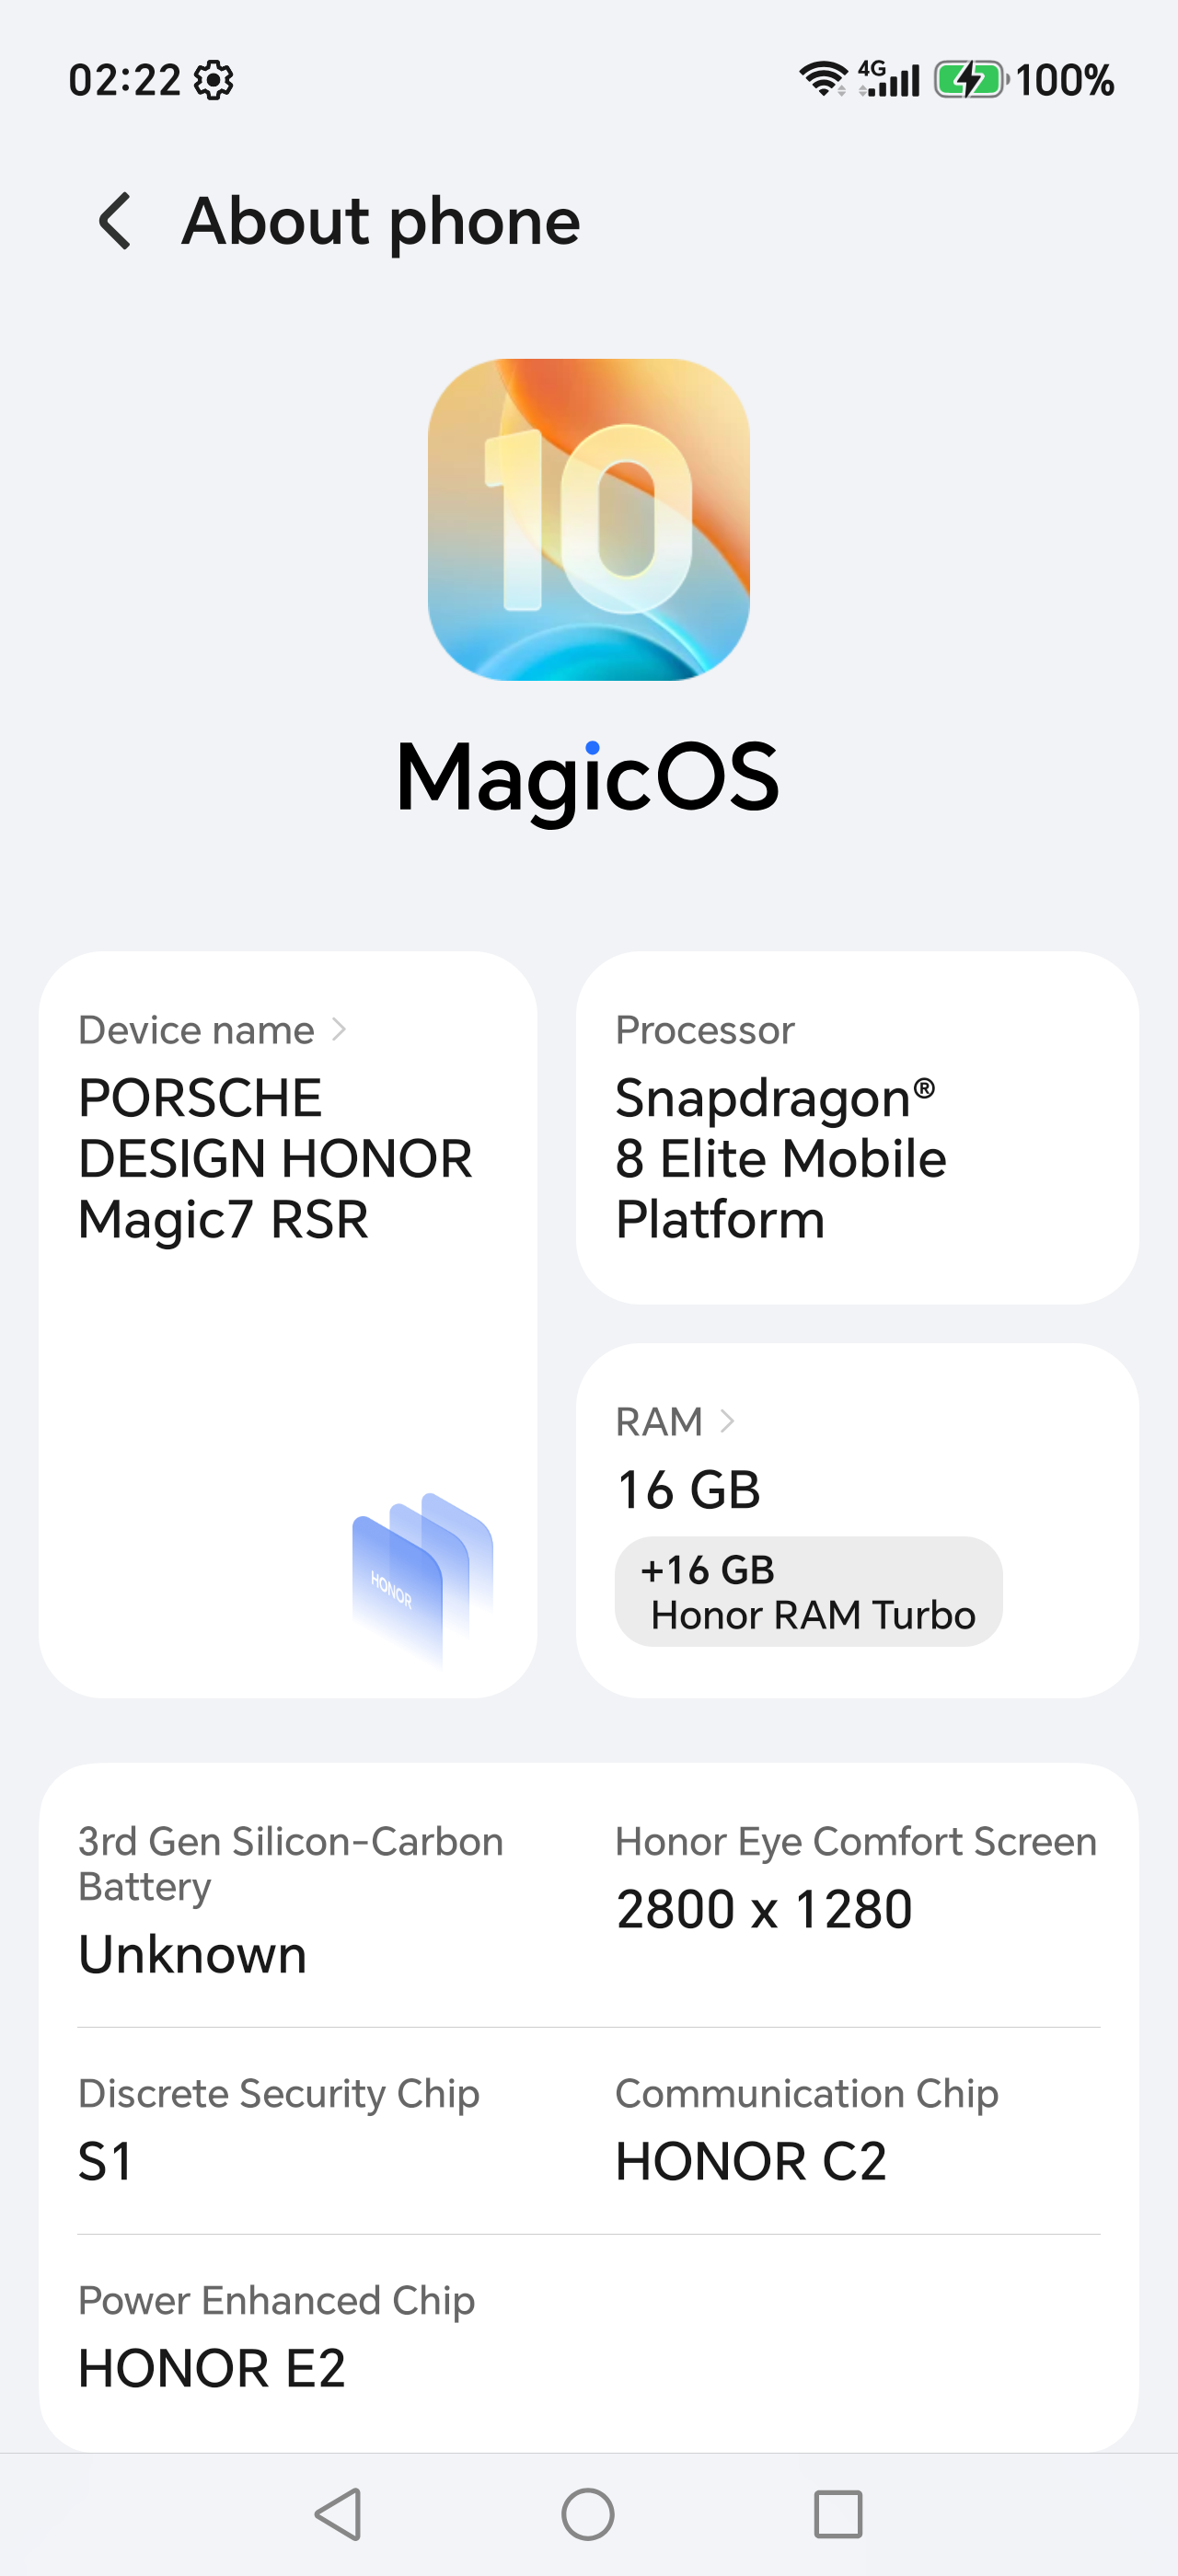 02:22
4G
100%
About phone
10
MagicOS
Device name
PORSCHE
DESIGN HONOR
Magic7 RSR
HONOR
Processor
Snapdragon®
8 Elite Mobile
Platform
RAM
16 GB
+16 GB
Honor RAM Turbo
3rd Gen Silicon-Carbon
Battery
Unknown
Honor Eye Comfort Screen
2800 x 1280
Discrete Security Chip
S1
Communication Chip
HONOR C2
Power Enhanced Chip
HONOR E2